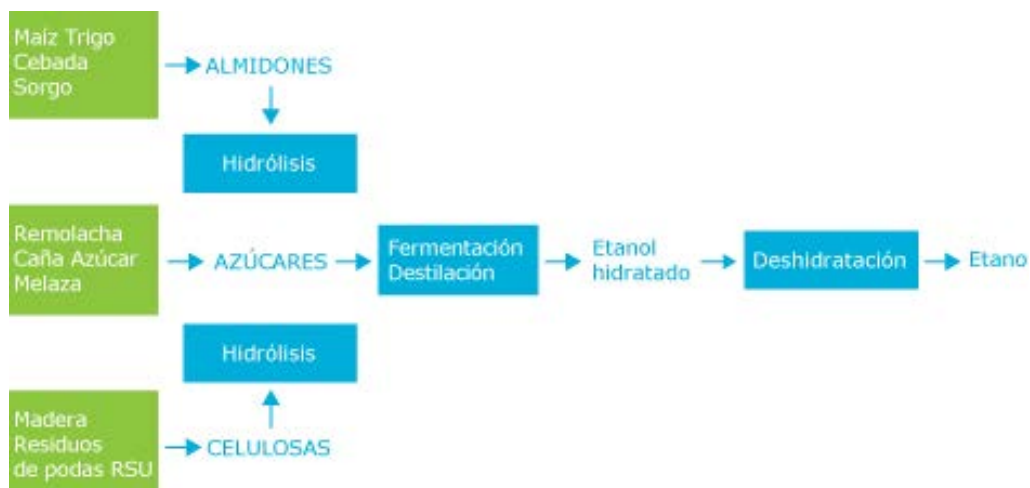 Maíz Trigo
Cebada
Sorgo
ALMIDONES
Hidrólisis
Remolacha
Caña Azúcar
Melaza
AZÚCARES
Fermentación
Destilación
Etanol
hidratado
Deshidratación
Etano
Hidrólisis
Madera
Residuos
de podas RSU
CELULOSAS